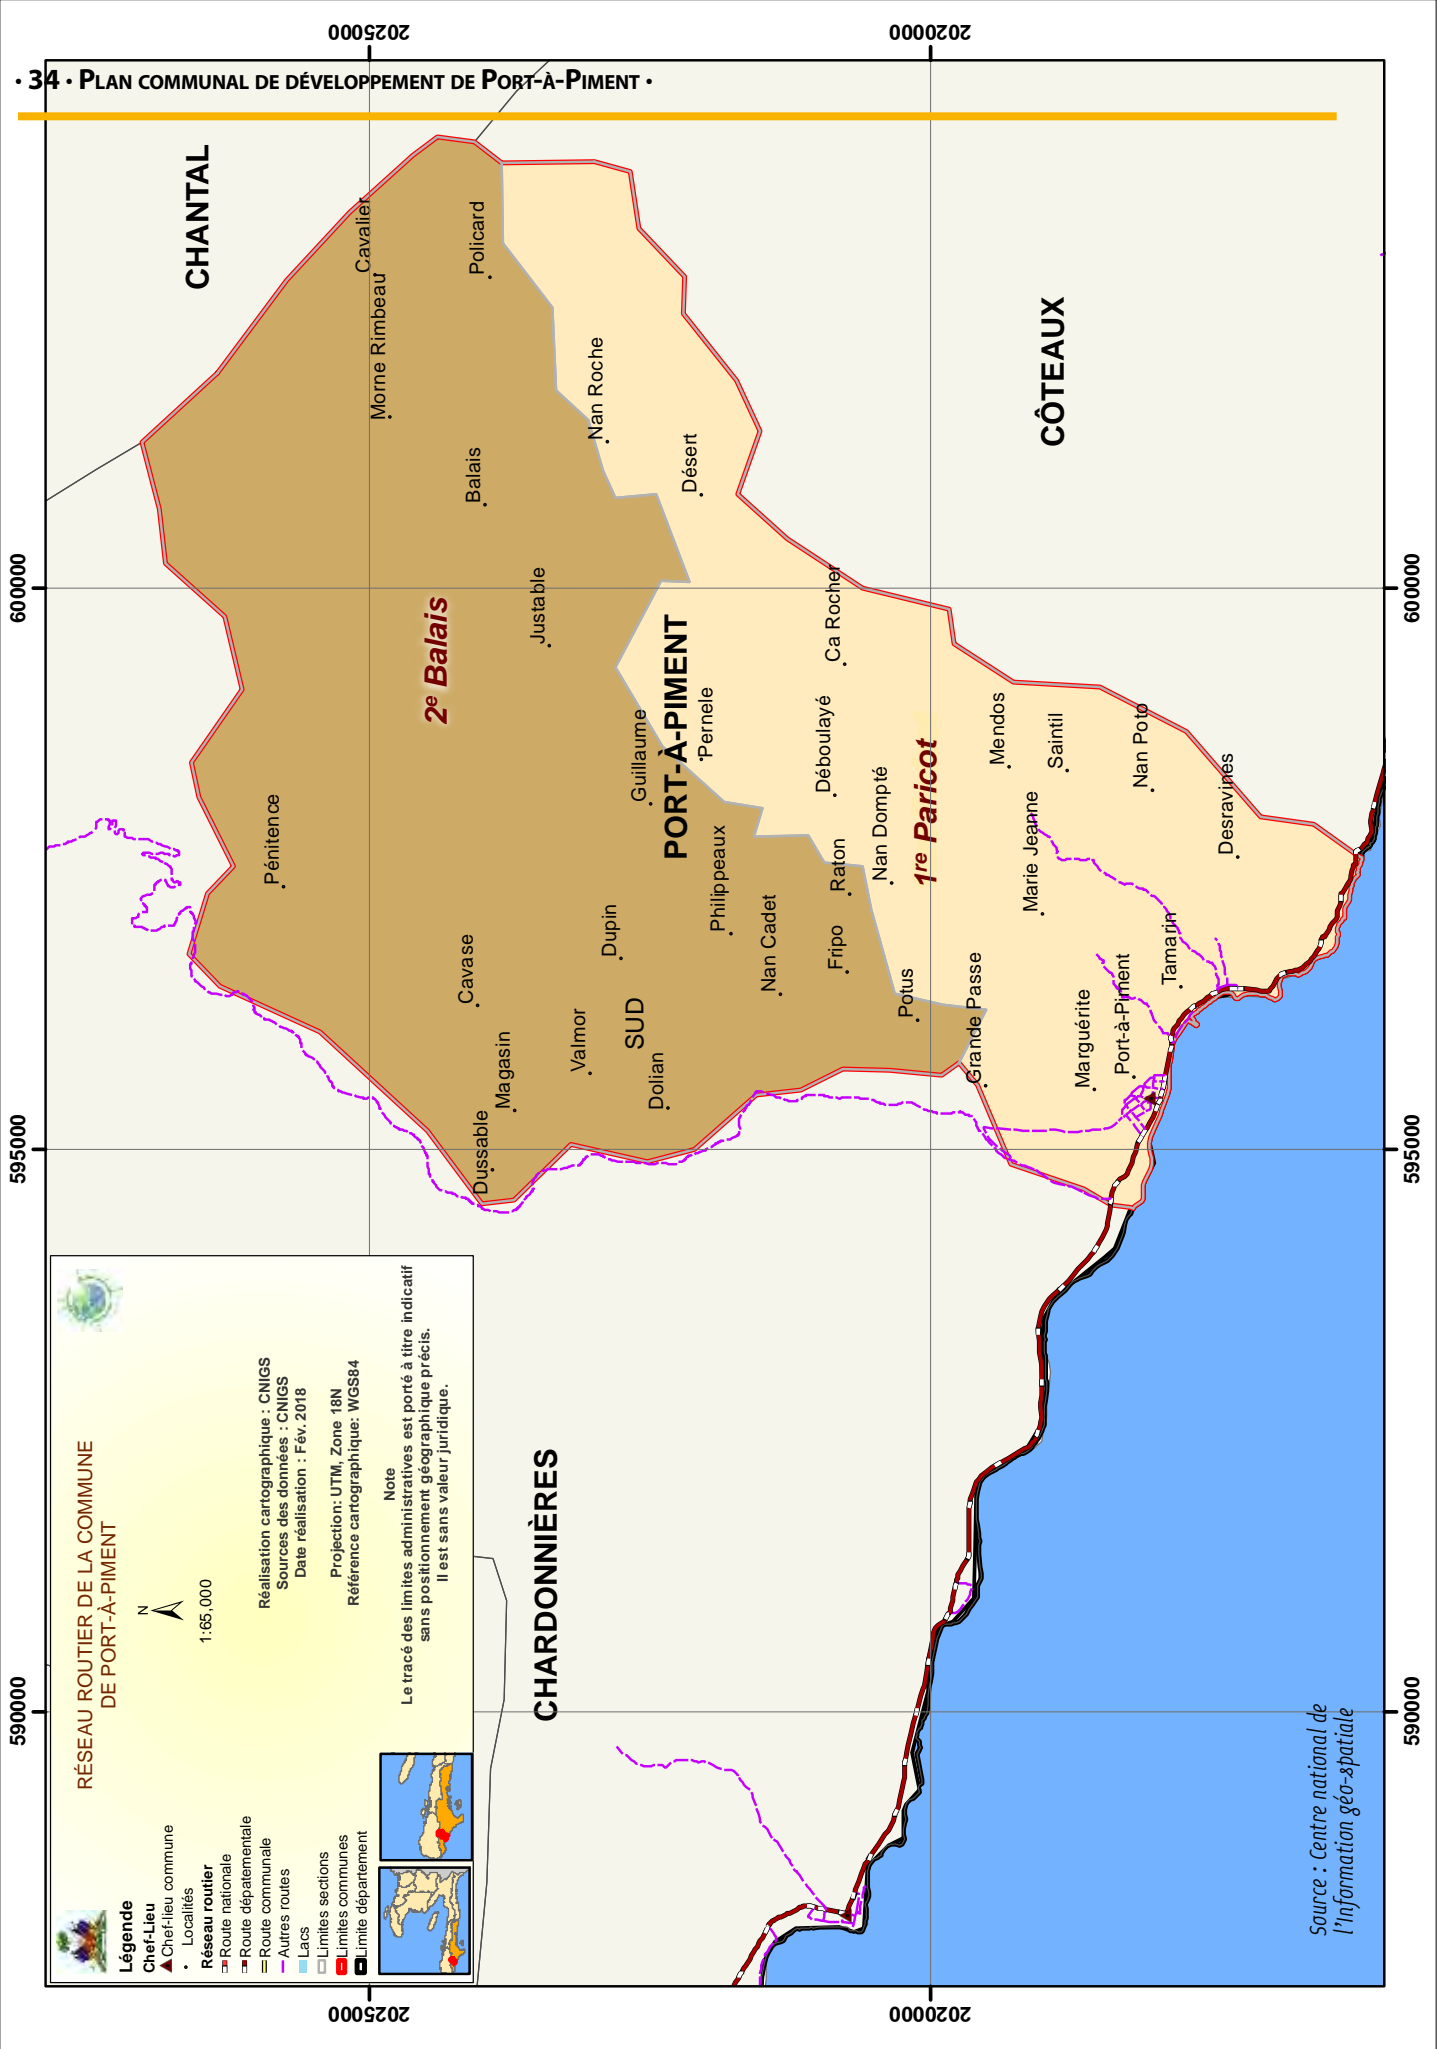 · 34 · PLAN COMMUNAL DE DÉVELOPPEMENT DE PORT-À-PIMENT ·
RÉSEAU ROUTIER DE LA COMMUNE
DE PORT-À-PIMENT
N
1:65,000
Réalisation cartographique : CNIGS
Sources des données : CNIGS
Date réalisation : Fév. 2018
Projection: UTM, Zone 18N
Référence cartographique: WGS84
Note
Le tracé des limites administratives est porté à titre indicatif
sans positionnement géographique précis.
Il est sans valeur juridique.
Légende
Chef-Lieu
Chef-lieu commune
Localités
Réseau routier
Route nationale
Route dépatementale
Route communale
Autres routes
Lacs
Limites sections
Limites communes
Limite département
590000
595000
600000
590000
595000
600000
2025000
2020000
2025000
2020000
CHANTAL
CÔTEAUX
CHARDONNIÈRES
PORT-À-PIMENT
SUD
2e Balais
1re Paricot
Cavalier
Morne Rimbeau
Policard
Balais
Nan Roche
Désert
Justable
Ca Rocher
Pénitence
Guillaume
Pernele
Déboulayé
Mendos
Saintil
Nan Poto
Desravines
Nan Dompté
Marie Jeanne
Philippeaux
Raton
Dupin
Nan Cadet
Fripo
Cavase
Potus
Grande Passe
Tamarin
Magasin
Valmor
Dolian
Marguérite
Port-à-Piment
Dussable
Source : Centre national de
l'Information géo-spatiale